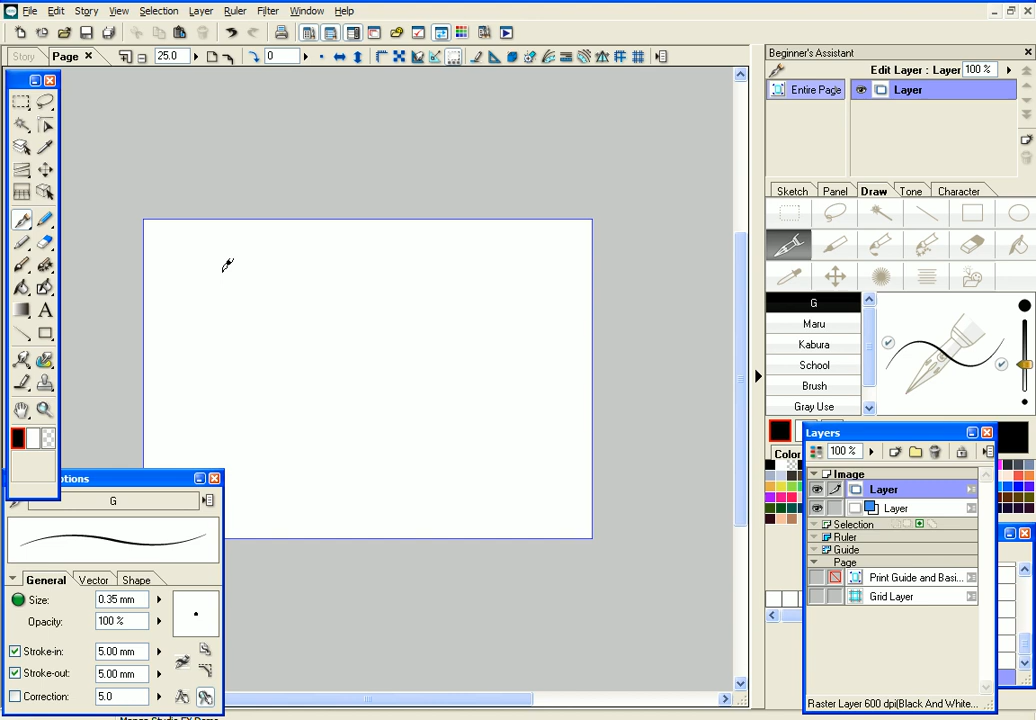 File Edit Story View Selection Layer Ruler Filter Window Help
Story Page 25.0 0
Beginner's Assistant
Edit Layer : Layer 100 %
Entire Page Layer
Sketch Panel Draw Tone Character
G
Maru
Kabura
School
Brush
Gray Use
Layers
100 %
Image
Layer
Layer
Selection
Ruler
Guide
Page
Print Guide and Basi...
Grid Layer
Raster Layer 600 dpi(Black And White...
G
General Vector Shape
Size: 0.35 mm
Opacity: 100 %
Stroke-in: 5.00 mm
Stroke-out: 5.00 mm
Correction: 5.0